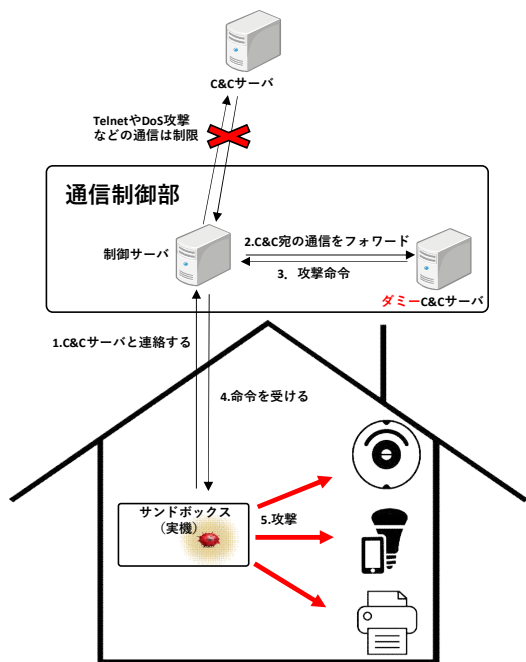 C&Cサーバ
TelnetやDoS攻撃
などの通信は制限
通信制御部
制御サーバ
2.C&C宛の通信をフォワード
3．攻撃命令
ダミーC&Cサーバ
1.C&Cサーバと連絡する
4.命令を受ける
サンドボックス
（実機）
5.攻撃